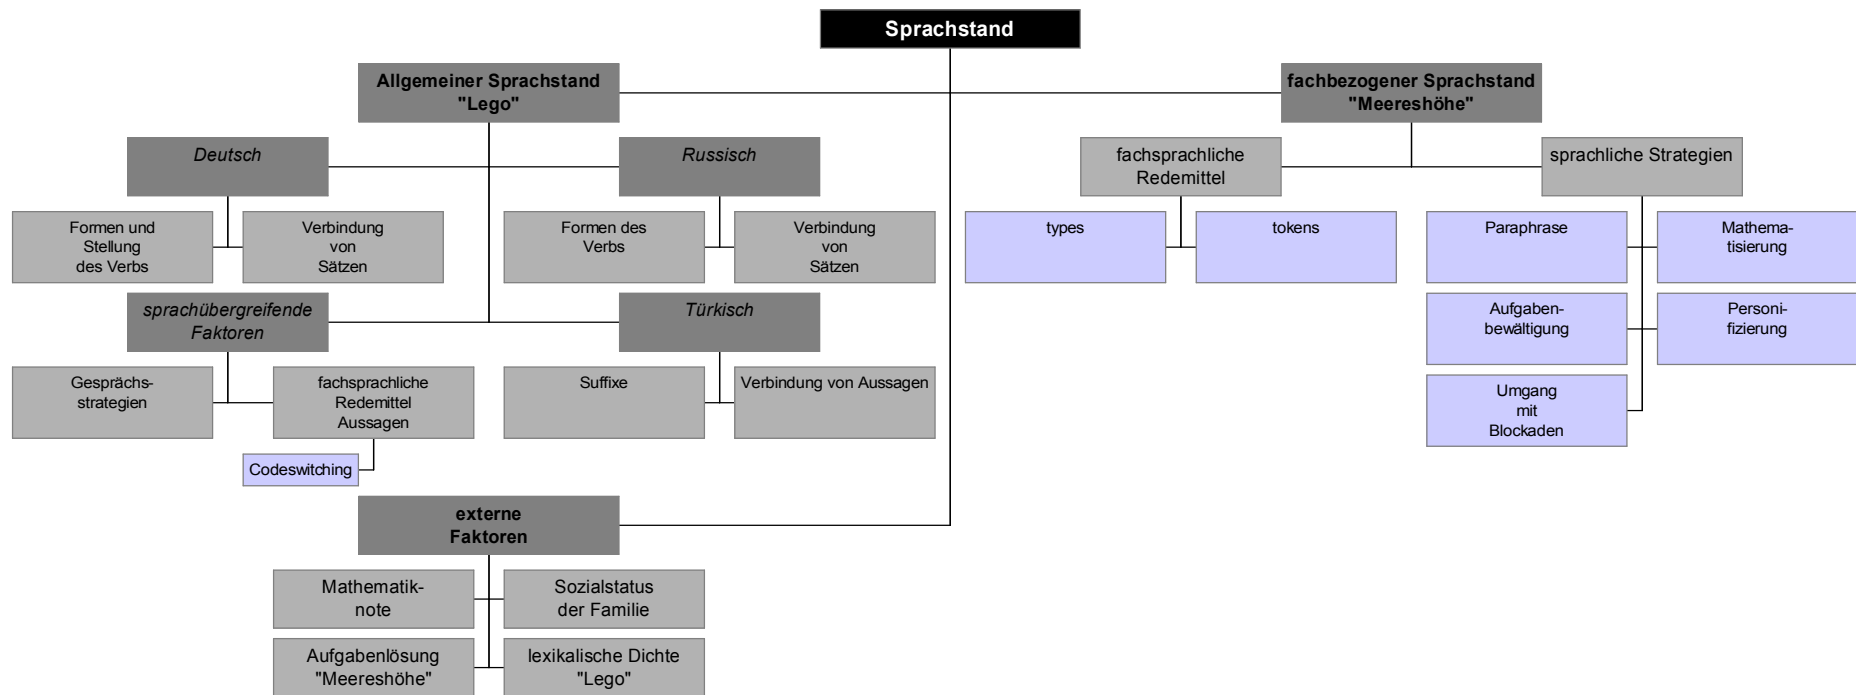 Sprachstand
Allgemeiner Sprachstand
"Lego"
fachbezogener Sprachstand
"Meereshöhe"
Deutsch
Russisch
fachsprachliche
Redemittel
sprachliche Strategien
Formen und
Stellung
des Verbs
Verbindung
von
Sätzen
Formen des
Verbs
Verbindung
von
Sätzen
types
tokens
Paraphrase
Mathema-
tisierung
sprachübergreifende
Faktoren
Türkisch
Aufgaben-
bewältigung
Personi-
fizierung
Gesprächs-
strategien
fachsprachliche
Redemittel
Aussagen
Suffixe
Verbindung von Aussagen
Umgang
mit
Blockaden
Codeswitching
externe
Faktoren
Mathematik-
note
Sozialstatus
der Familie
Aufgabenlösung
"Meereshöhe"
lexikalische Dichte
"Lego"